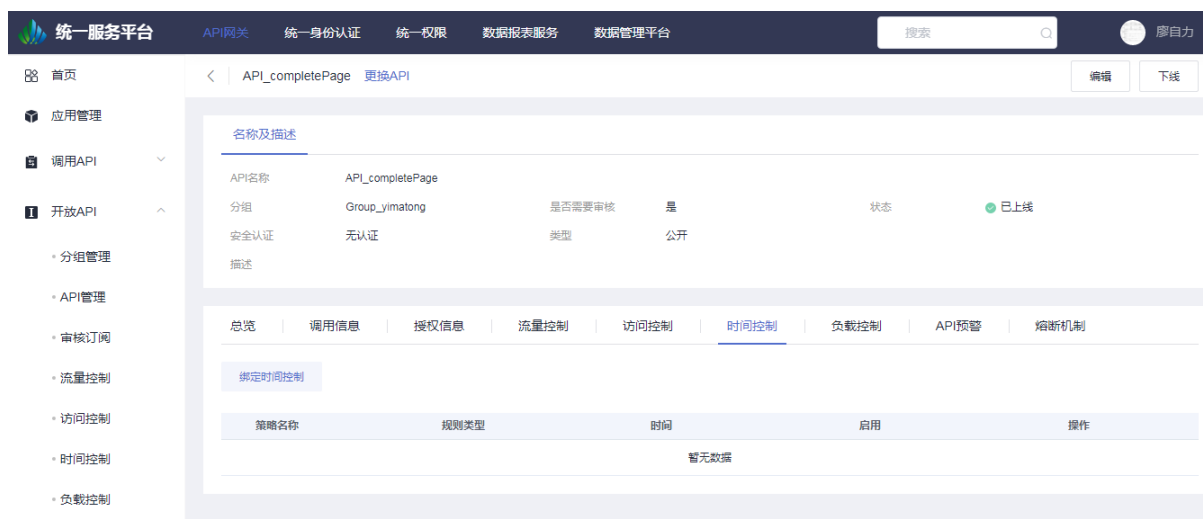 统一服务平台 API网关 统一身份认证 统一权限 数据报表服务 数据管理平台 搜索 廖自力
首页
应用管理
调用API
开放API
分组管理
API管理
审核订阅
流量控制
访问控制
时间控制
负载控制
API_completePage 更换API 编辑 下线
名称及描述
API名称 API_completePage
分组 Group_yimatong 是否需要审核 是 状态 已上线
安全认证 无认证 类型 公开
描述
总览 调用信息 授权信息 流量控制 访问控制 时间控制 负载控制 API预警 熔断机制
绑定时间控制
策略名称 规则类型 时间 启用 操作
暂无数据